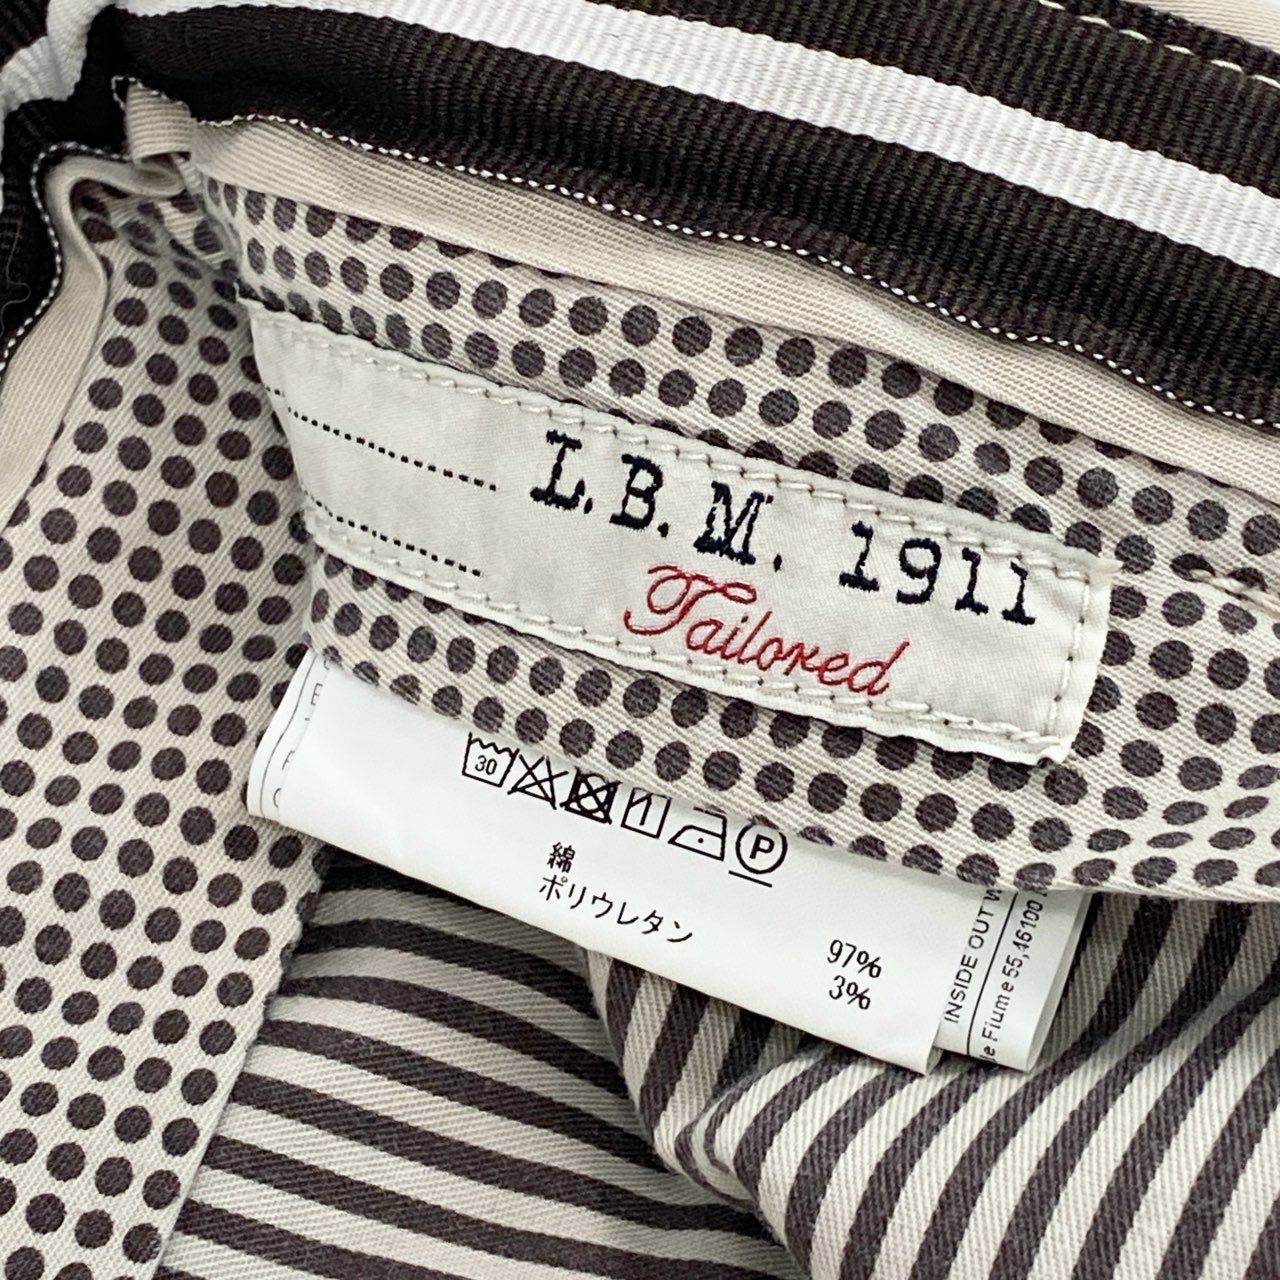 L.B.M. 1911
Tailored
30
P
綿 97%
ポリウレタン 3%
INSIDE OUT
Fiume 55, 46100